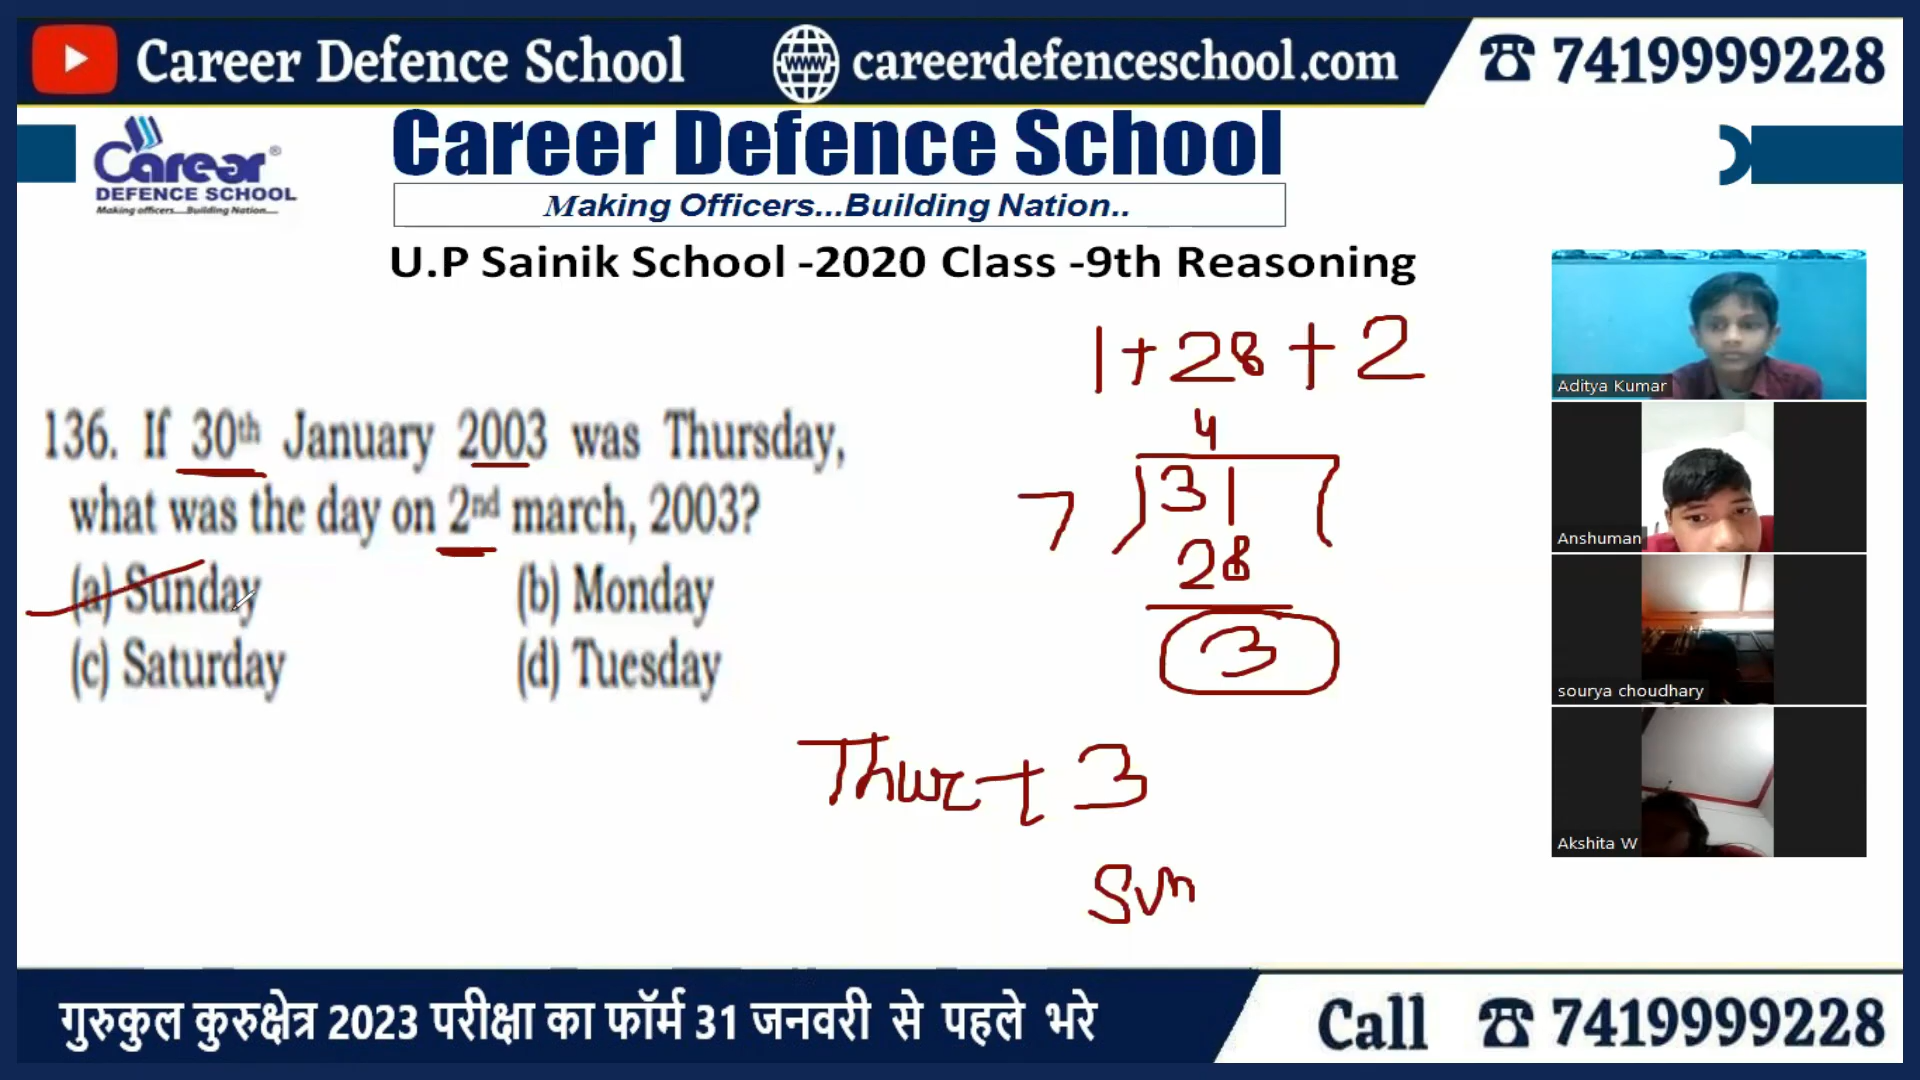 Career Defence School
www
careerdefenceschool.com
7419999228
Career®
DEFENCE SCHOOL
Making officers....Building Nation....
Career Defence School
Making Officers...Building Nation..
U.P Sainik School -2020 Class -9th Reasoning
136. If 30th January 2003 was Thursday,
what was the day on 2nd march, 2003?
(a) Sunday
(b) Monday
(c) Saturday
(d) Tuesday
1+28+2
4
7) 31 (
28
3
Thur + 3
Sun
Aditya Kumar
Anshuman
sourya choudhary
Akshita W
गुरुकुल कुरुक्षेत्र 2023 परीक्षा का फॉर्म 31 जनवरी से पहले भरे
Call 7419999228